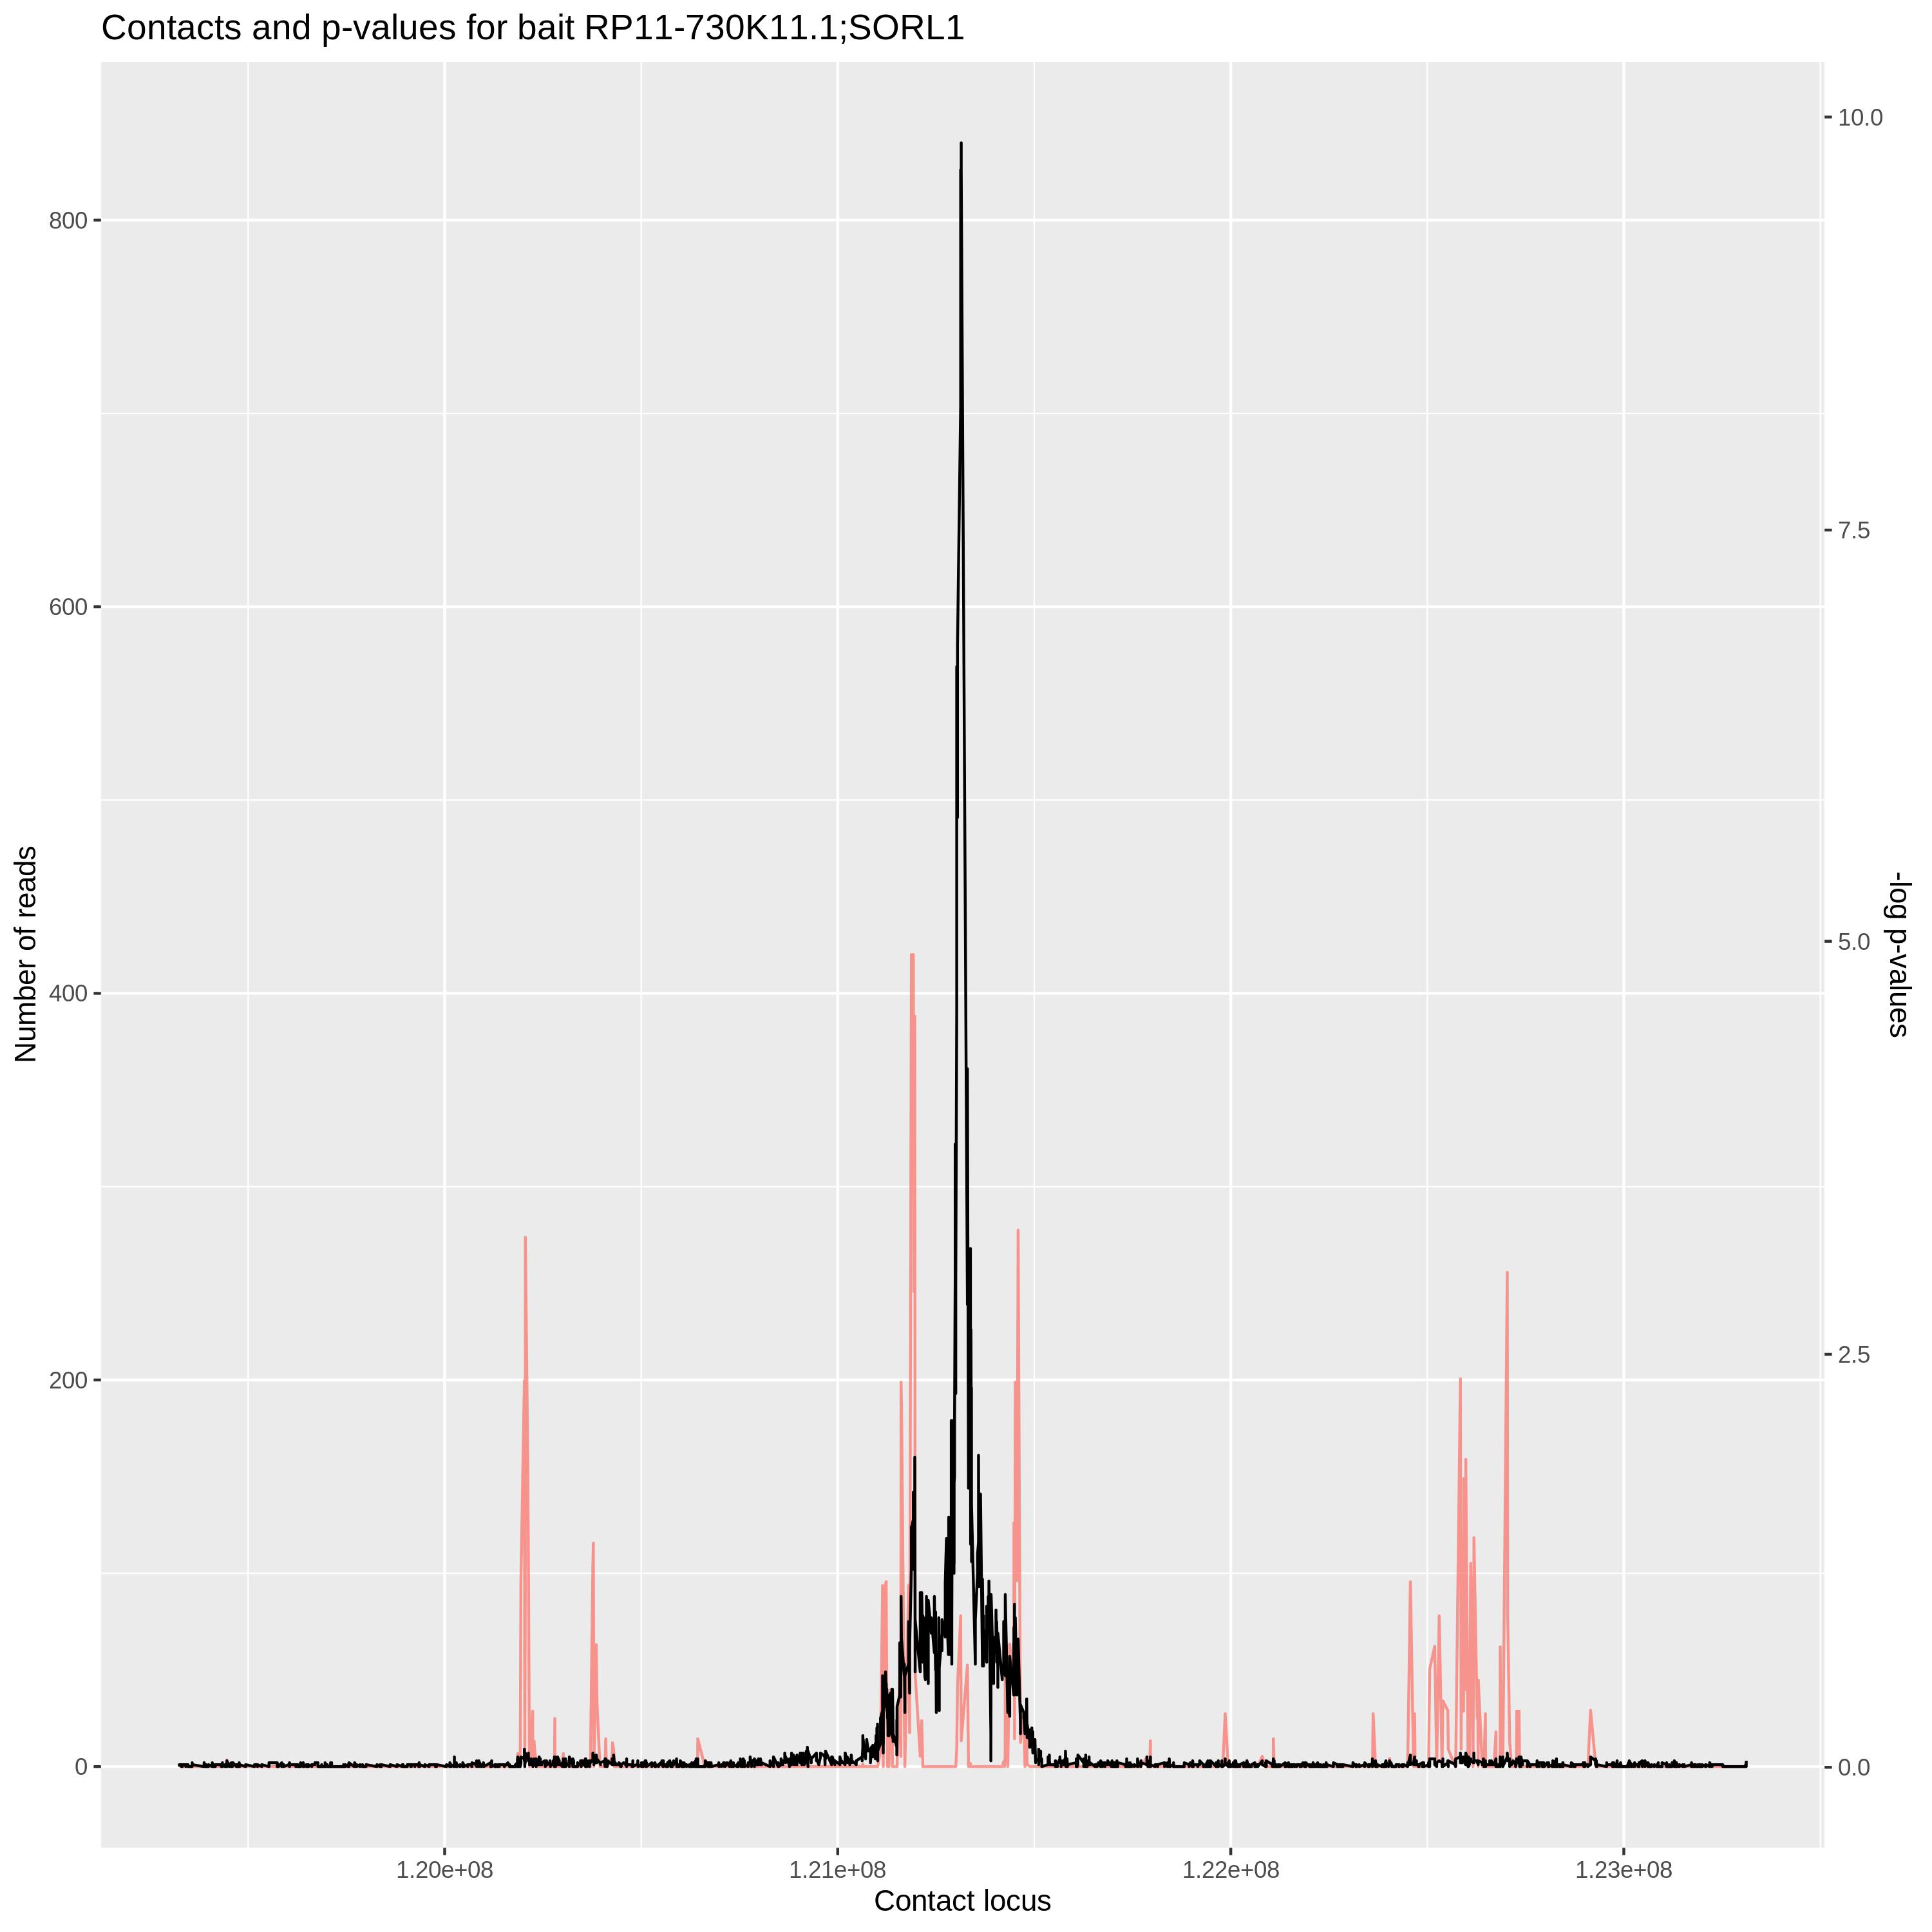 Contacts and p-values for bait RP11-730K11.1;SORL1
Number of reads
800
600
400
200
0
10.0
7.5
5.0
2.5
0.0
-log p-values
1.20e+08 1.21e+08 1.22e+08 1.23e+08
Contact locus